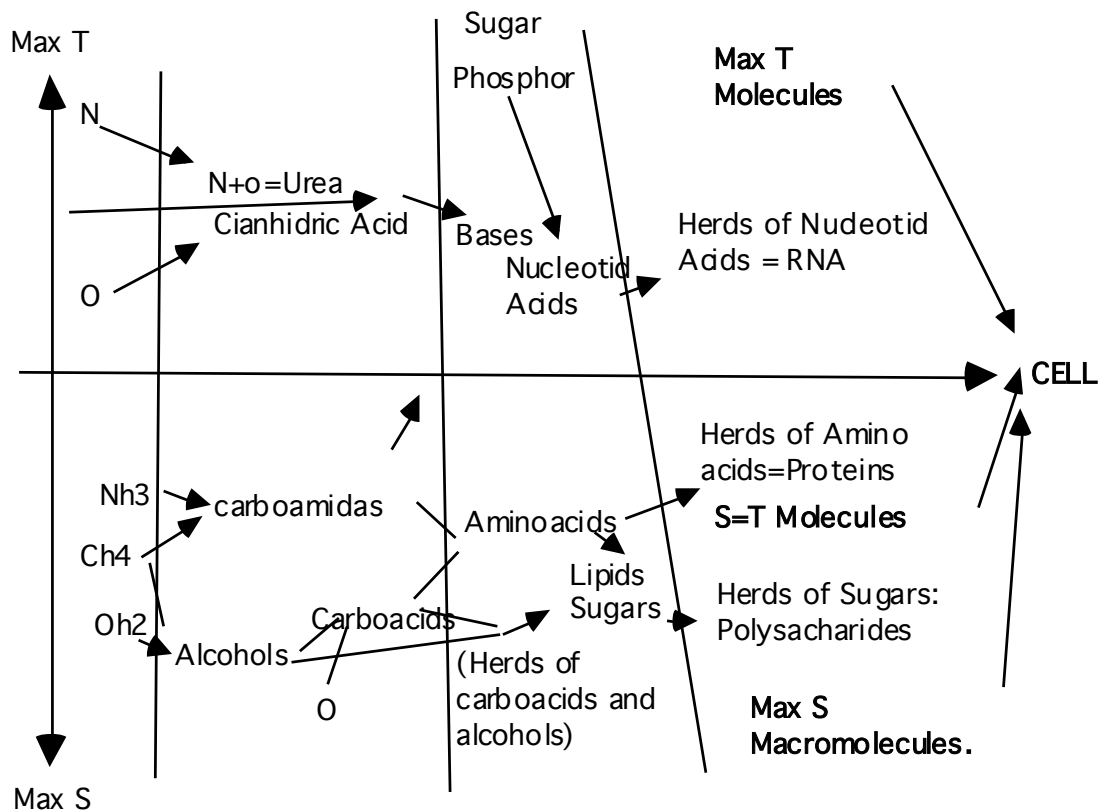 Sugar
Max T
Phosphor
Max T
Molecules
N
N+o=Urea
Cianhidric Acid
Bases
Nucleotid
Acids
Herds of Nucleotid
Acids = RNA
O
CELL
Herds of Amino
acids=Proteins
Nh3
carboamidas
Aminoacids
S=T Molecules
Ch4
Lipids
Sugars
Herds of Sugars:
Polysacharides
Oh2
Carboacids
Alcohols
(Herds of
carboacids and
alcohols)
O
Max S
Macromolecules.
Max S